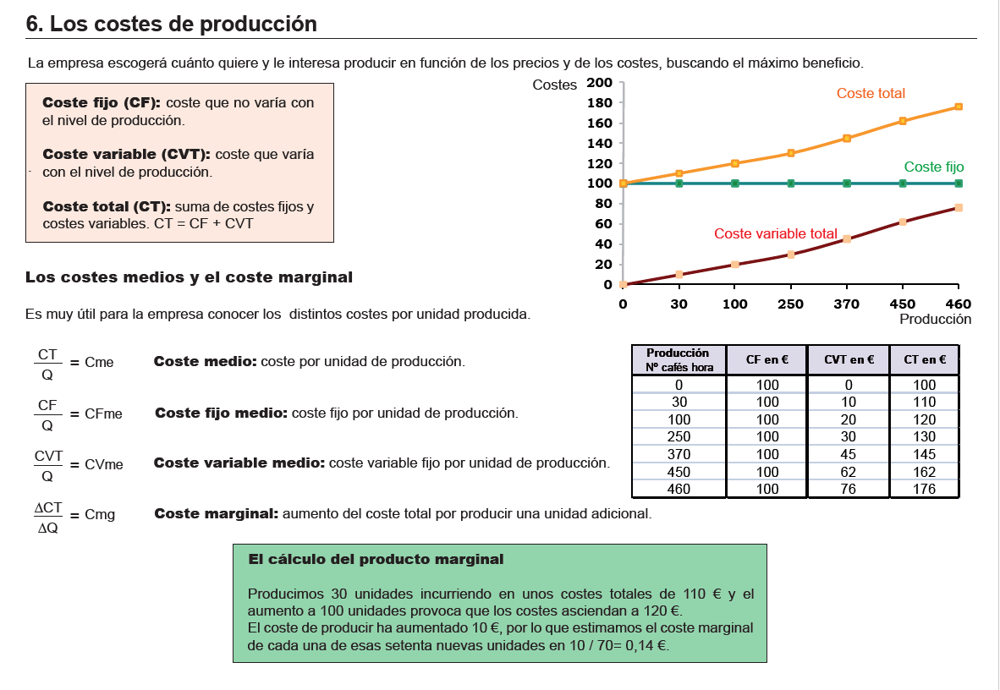 6. Los costes de producción
La empresa escogerá cuánto quiere y le interesa producir en función de los precios y de los costes, buscando el máximo beneficio.
Coste fijo (CF): coste que no varía con
el nivel de producción.
Coste variable (CVT): coste que varía
con el nivel de producción.
Coste total (CT): suma de costes fijos y
costes variables. CT = CF + CVT
Costes
200
180
160
140
120
100
80
60
40
20
0
Coste total
Coste fijo
Coste variable total
0 30 100 250 370 450 460
Producción
Los costes medios y el coste marginal
Es muy útil para la empresa conocer los distintos costes por unidad producida.
CT
Q
= Cme
Coste medio: coste por unidad de producción.
CF
Q
= CFme
Coste fijo medio: coste fijo por unidad de producción.
CVT
Q
= CVme
Coste variable medio: coste variable fijo por unidad de producción.
ΔCT
ΔQ
= Cmg
Coste marginal: aumento del coste total por producir una unidad adicional.
Producción
Nº cafés hora
CF en € CVT en € CT en €
0 100 0 100
30 100 10 110
100 100 20 120
250 100 30 130
370 100 45 145
450 100 62 162
460 100 76 176
El cálculo del producto marginal
Producimos 30 unidades incurriendo en unos costes totales de 110 € y el
aumento a 100 unidades provoca que los costes asciendan a 120 €.
El coste de producir ha aumentado 10 €, por lo que estimamos el coste marginal
de cada una de esas setenta nuevas unidades en 10 / 70= 0,14 €.